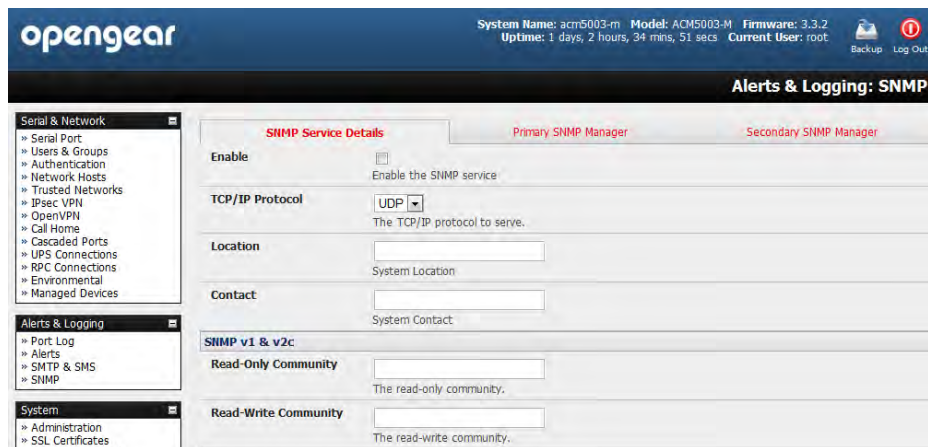 opengear
System Name: acm5003-m Model: ACM5003-M Firmware: 3.3.2
Uptime: 1 days, 2 hours, 34 mins, 51 secs Current User: root
Backup
Log Out
Alerts & Logging: SNMP
Serial & Network
» Serial Port
» Users & Groups
» Authentication
» Network Hosts
» Trusted Networks
» IPsec VPN
» OpenVPN
» Call Home
» Cascaded Ports
» UPS Connections
» RPC Connections
» Environmental
» Managed Devices
Alerts & Logging
» Port Log
» Alerts
» SMTP & SMS
» SNMP
System
» Administration
» SSL Certificates
SNMP Service Details
Primary SNMP Manager
Secondary SNMP Manager
Enable
Enable the SNMP service
TCP/IP Protocol
UDP
The TCP/IP protocol to serve.
Location
System Location
Contact
System Contact
SNMP v1 & v2c
Read-Only Community
The read-only community.
Read-Write Community
The read-write community.